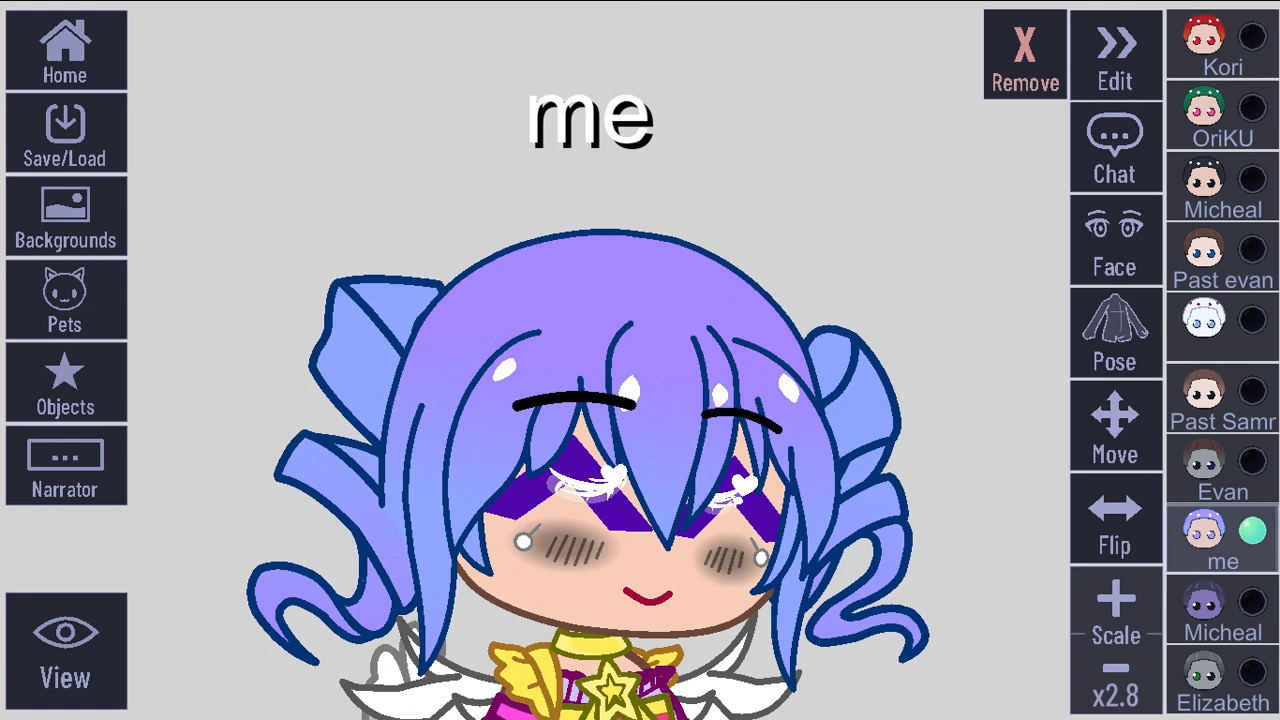 Home
Save/Load
Backgrounds
Pets
Objects
Narrator
View
me
X
Remove
Edit
Chat
Face
Pose
Move
Flip
Scale
x2.8
Kori
OriKU
Micheal
Past evan
Past Samr
Evan
me
Micheal
Elizabeth